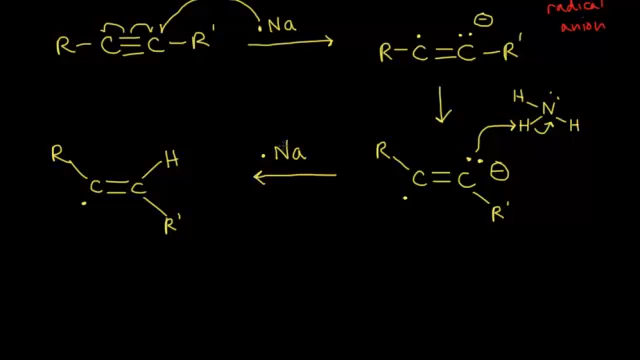 radical
anion
R–C≡C–R' ·Na → R–Ċ=C̈–R' ⊖
H N̈ H H
R C=C H R' · ·Na ← R C=C R' · ·· ⊖